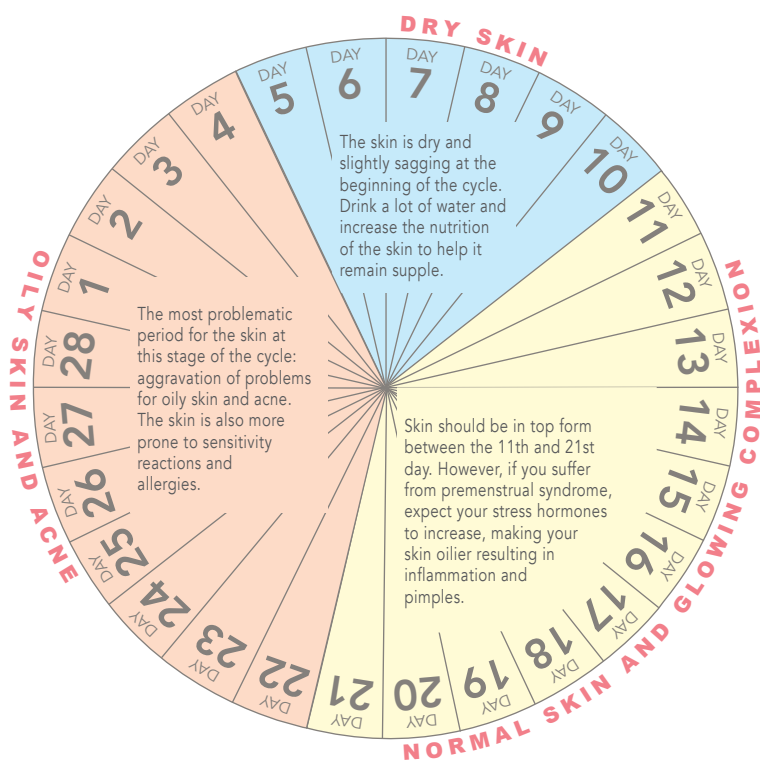 DRY SKIN
DAY
5
DAY
6
DAY
7
DAY
8
DAY
9
DAY
10
The skin is dry and
slightly sagging at the
beginning of the cycle.
Drink a lot of water and
increase the nutrition
of the skin to help it
remain supple.
DAY
11
DAY
12
DAY
13
DAY
14
DAY
15
DAY
16
DAY
17
DAY
18
DAY
19
DAY
20
DAY
21
Skin should be in top form
between the 11th and 21st
day. However, if you suffer
from premenstrual syndrome,
expect your stress hormones
to increase, making your
skin oilier resulting in
inflammation and
pimples.
NORMAL SKIN AND GLOWING COMPLEXION
DAY
22
DAY
23
DAY
24
DAY
25
DAY
26
DAY
27
DAY
28
DAY
1
DAY
2
DAY
3
DAY
4
The most problematic
period for the skin at
this stage of the cycle:
aggravation of problems
for oily skin and acne.
The skin is also more
prone to sensitivity
reactions and
allergies.
OILY SKIN AND ACNE